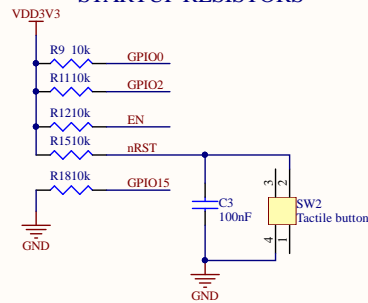 STARTUP RESISTORS
VDD3V3
R9 10k GPIO0
R1110k GPIO2
R1210k EN
R1510k nRST
R1810k GPIO15
GND
C3
100nF
3 2
SW2
Tactile button
4 1
GND